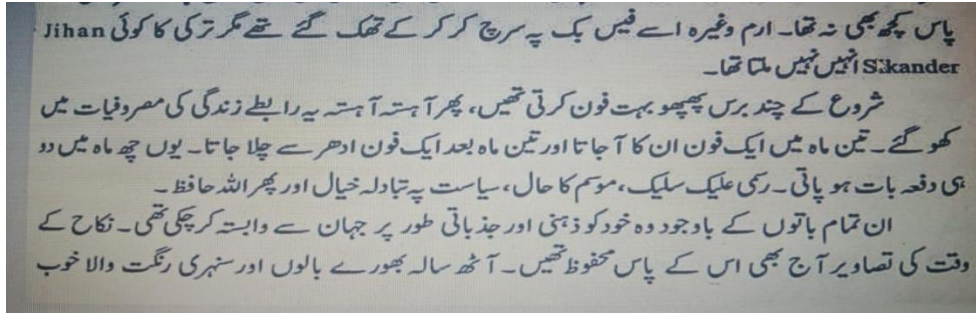 پاس کچھ بھی نہ تھا۔ ارم وغیرہ اسے فیس بک پہ سرچ کر کر کے تھک گئے تھے مگر ترکی کا کوئی Jihan
Sikander انہیں نہیں ملتا تھا۔
شروع کے چند برس پھپھو بہت فون کرتی تھیں، پھر آہستہ آہستہ یہ رابطے زندگی کی مصروفیات میں
کھو گئے۔ تین ماہ میں ایک فون ان کا آ جاتا اور تین ماہ بعد ایک فون ادھر سے چلا جاتا۔ یوں چھ ماہ میں دو
ہی دفعہ بات ہو پاتی۔ رسمی علیک سلیک، موسم کا حال، سیاست پہ تبادلہ خیال اور پھر اللہ حافظ۔
ان تمام باتوں کے باوجود وہ خود کو ذہنی اور جذباتی طور پر جہان سے وابستہ کر چکی تھی۔ نکاح کے
وقت کی تصاویر آج بھی اس کے پاس محفوظ تھیں۔ آٹھ سالہ بھورے بالوں اور سنہری رنگت والا خوب